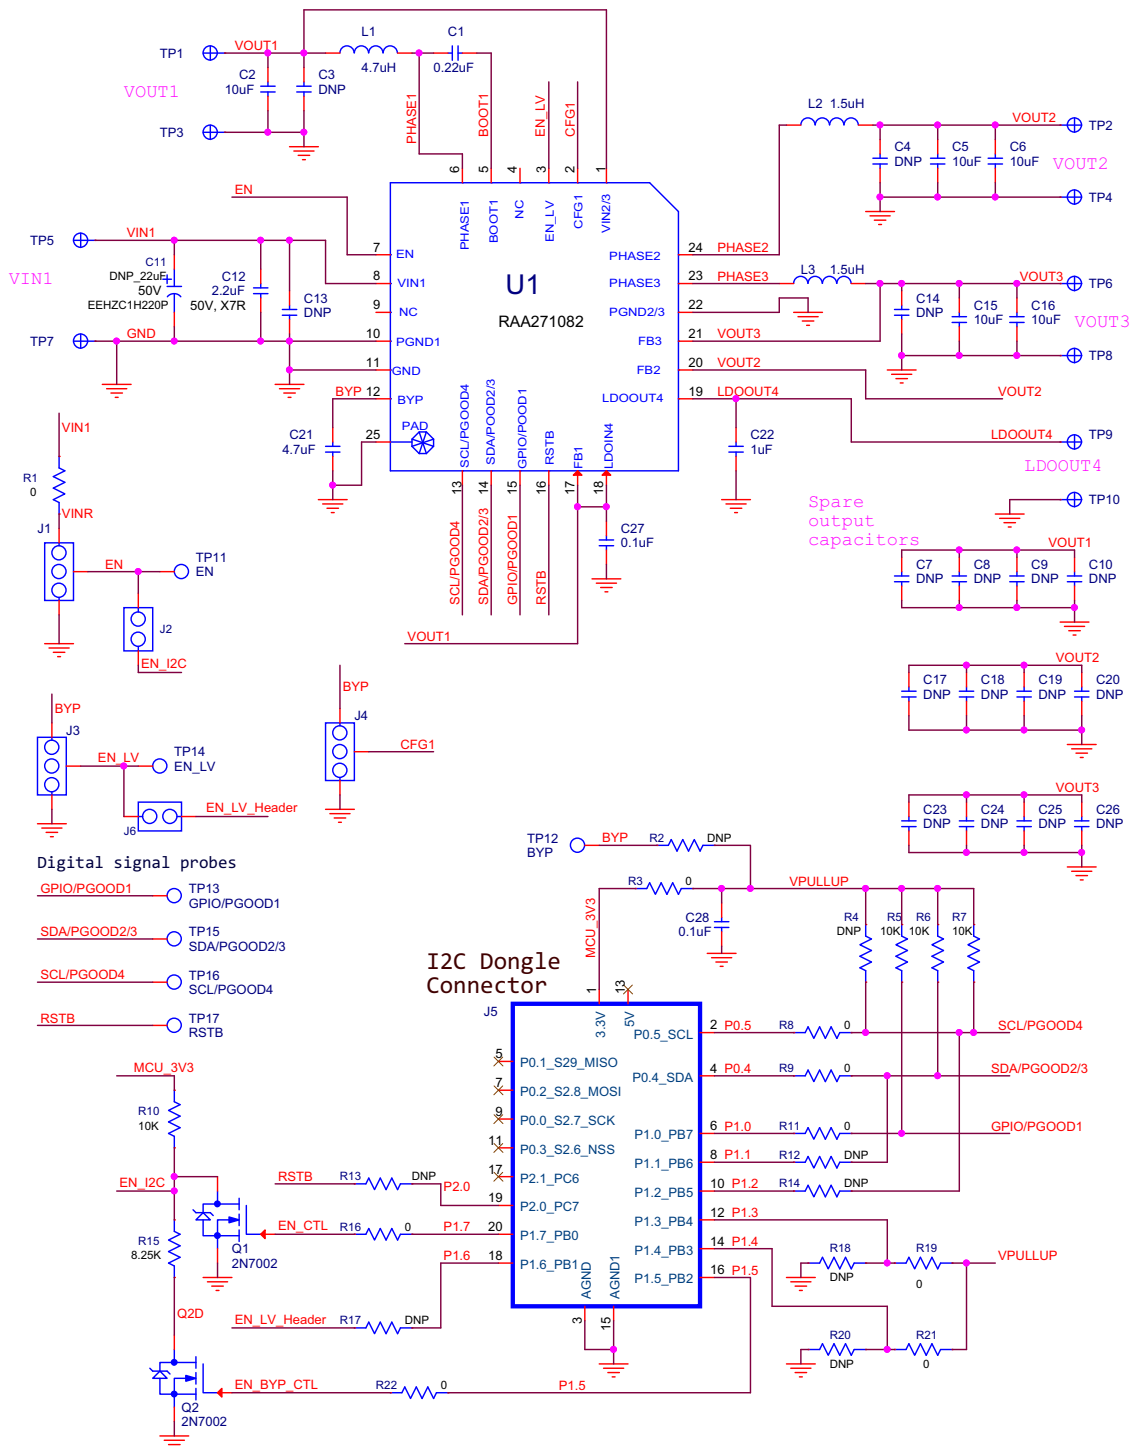 L1
4.7uH
C1
0.22uF
TP1
VOUT1
C2
10uF
C3
DNP
VOUT1
TP3
PHASE1
BOOT1
EN_LV
CFG1
6
5
4
3
2
1
PHASE1
BOOT1
NC
EN_LV
CFG1
VIN2/3
L2 1.5uH
VOUT2
TP2
C4
DNP
C5
10uF
C6
10uF
VOUT2
TP4
EN
7
EN
TP5
VIN1
8
VIN1
VIN1
C11
DNP_22uF
50V
EEHZC1H220P
C12
2.2uF
50V, X7R
C13
DNP
9
NC
TP7
GND
10
PGND1
11
GND
BYP
12
BYP
25
PAD
C21
4.7uF
U1
RAA271082
PHASE2
24
PHASE2
PHASE3
23
PHASE3
L3
1.5uH
VOUT3
TP6
PGND2/3
22
C14
DNP
C15
10uF
C16
10uF
VOUT3
FB3
21
VOUT3
TP8
FB2
20
VOUT2
VOUT2
LDOOUT4
19
LDOOUT4
C22
1uF
LDOOUT4
TP9
LDOOUT4
TP10
SCL/PGOOD4
SDA/POOD2/3
GPIO/POOD1
RSTB
FB1
LDOIN4
13
14
15
16
17
18
SCL/PGOOD4
SDA/PGOOD2/3
GPIO/PGOOD1
RSTB
C27
0.1uF
VOUT1
VIN1
R1
0
VINR
J1
EN
TP11
EN
J2
EN_I2C
Spare
output
capacitors
VOUT1
C7
DNP
C8
DNP
C9
DNP
C10
DNP
VOUT2
C17
DNP
C18
DNP
C19
DNP
C20
DNP
VOUT3
C23
DNP
C24
DNP
C25
DNP
C26
DNP
BYP
J3
EN_LV
TP14
EN_LV
J6
EN_LV_Header
BYP
J4
CFG1
Digital signal probes
GPIO/PGOOD1
TP13
GPIO/PGOOD1
SDA/PGOOD2/3
TP15
SDA/PGOOD2/3
SCL/PGOOD4
TP16
SCL/PGOOD4
RSTB
TP17
RSTB
TP12
BYP
BYP
R2
DNP
R3
0
VPULLUP
MCU_3V3
C28
0.1uF
R4
DNP
R5
10K
R6
10K
R7
10K
I2C Dongle
Connector
J5
1
13
3.3V
5V
5
P0.1_S29_MISO
7
P0.2_S2.8_MOSI
9
P0.0_S2.7_SCK
11
P0.3_S2.6_NSS
17
P2.1_PC6
19
P2.0_PC7
20
P1.7_PB0
18
P1.6_PB1
AGND
AGND1
3
15
P0.5_SCL
2
P0.5
R8
0
SCL/PGOOD4
P0.4_SDA
4
P0.4
R9
0
SDA/PGOOD2/3
P1.0_PB7
6
P1.0
R11
0
GPIO/PGOOD1
P1.1_PB6
8
P1.1
R12
DNP
P1.2_PB5
10
P1.2
R14
DNP
P1.3_PB4
12
P1.3
P1.4_PB3
14
P1.4
P1.5_PB2
16
P1.5
R18
DNP
R19
0
VPULLUP
R20
DNP
R21
0
MCU_3V3
R10
10K
EN_I2C
R15
8.25K
Q1
2N7002
RSTB
R13
DNP
P2.0
EN_CTL
R16
0
P1.7
P1.6
Q2D
EN_LV_Header
R17
DNP
EN_BYP_CTL
R22
0
P1.5
Q2
2N7002